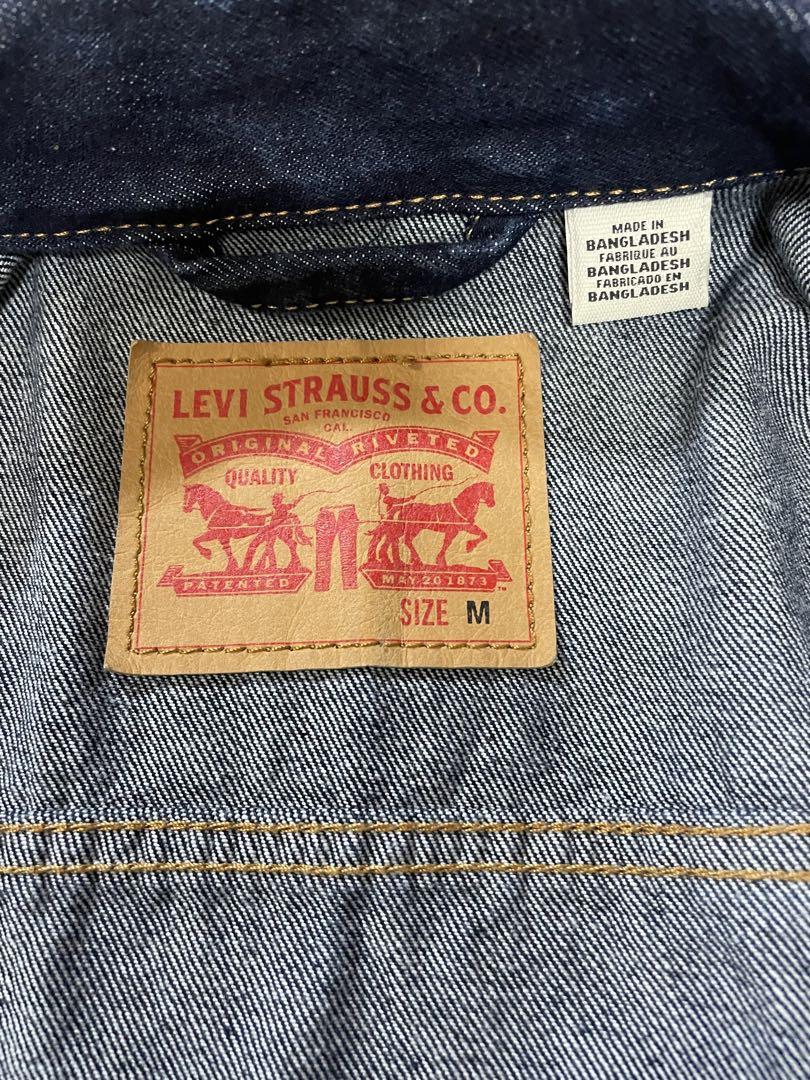 MADE IN
BANGLADESH
FABRIQUE AU
BANGLADESH
FABRICADO EN
BANGLADESH
LEVI STRAUSS & CO.
SAN FRANCISCO
CAL.
ORIGINAL RIVETED
QUALITY CLOTHING
PATENTED MAY 20 1873 ™
SIZE M